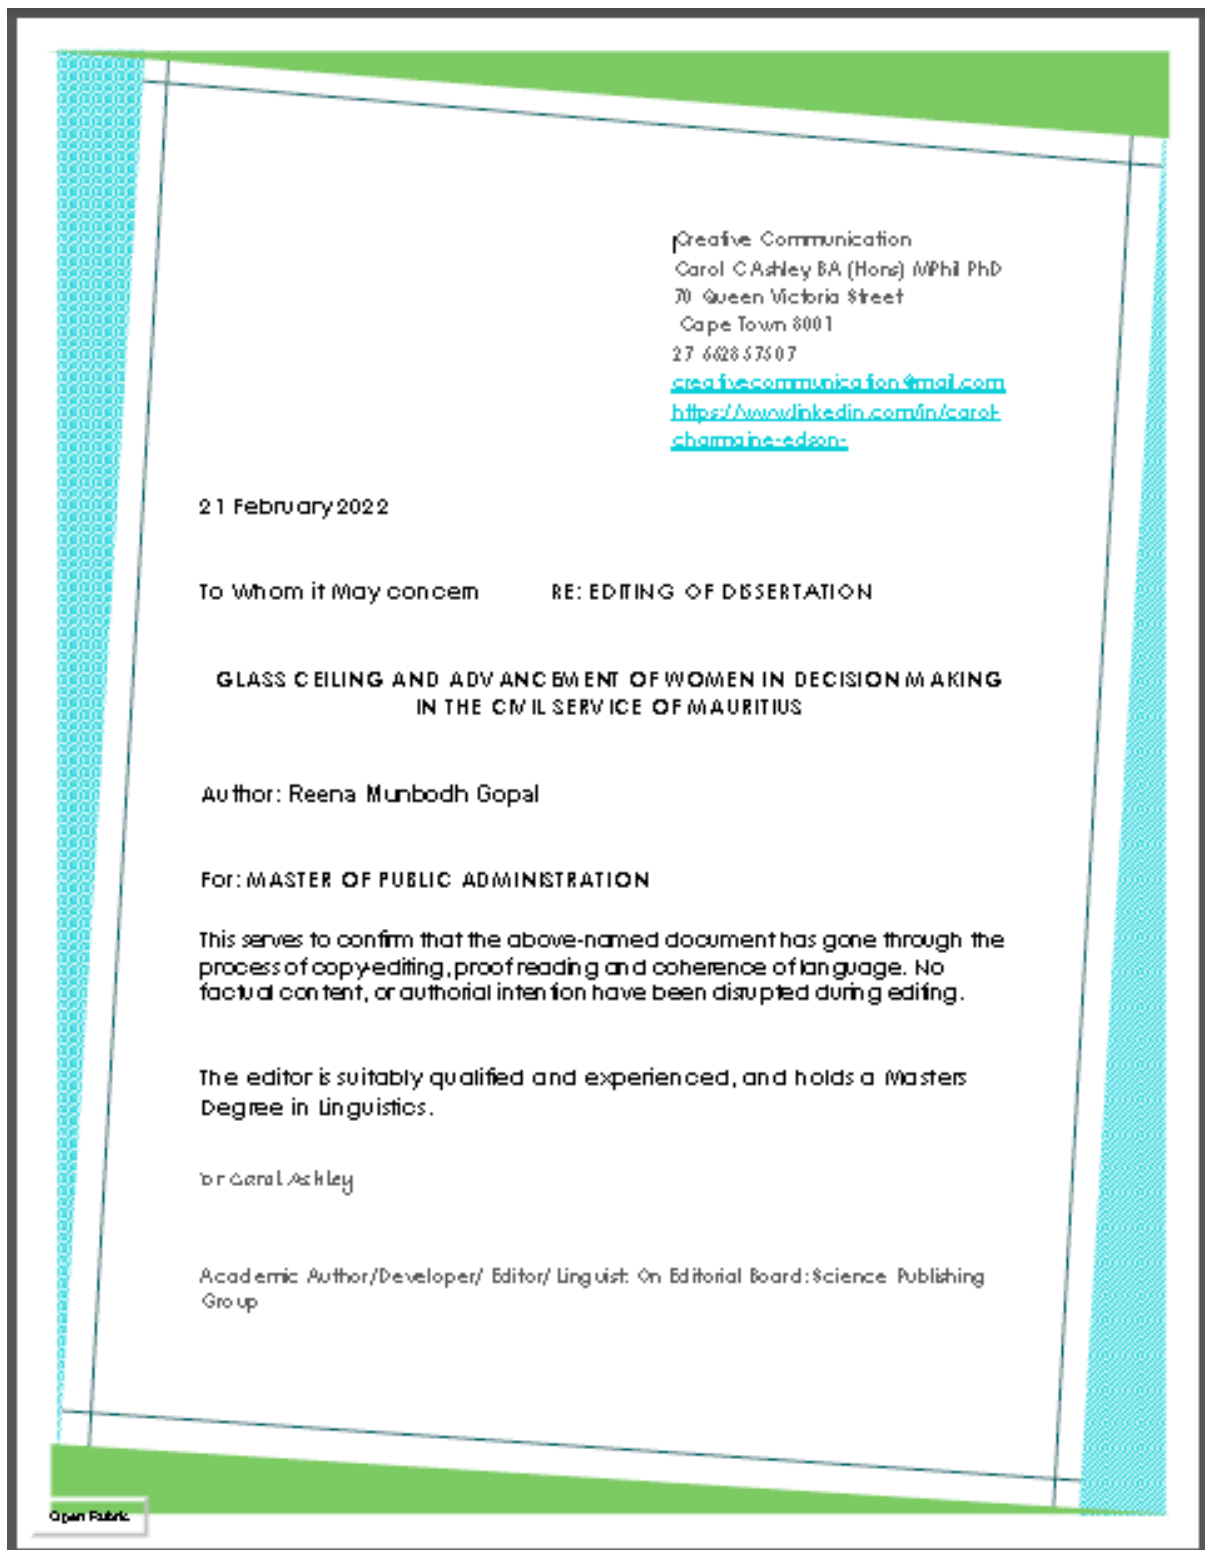 Creative Communication
Carol C Ashley BA (Hons) MPhil PhD
70 Queen Victoria Street
Cape Town 8001
27 662857507
creativecommunication@mail.com
https://www.linkedin.com/in/carol-
charmaine-edson-
21 February 2022
To Whom it May concern RE: EDITING OF DISSERTATION
GLASS CEILING AND ADVANCEMENT OF WOMEN IN DECISION MAKING
IN THE CIVIL SERVICE OF MAURITIUS
Author: Reena Munbodh Gopal
For: MASTER OF PUBLIC ADMINISTRATION
This serves to confirm that the above-named document has gone through the
process of copy-editing, proof reading and coherence of language. No
factual content, or authorial intention have been disrupted during editing.
The editor is suitably qualified and experienced, and holds a Masters
Degree in Linguistics.
Dr Carol Ashley
Academic Author/Developer/ Editor/ Linguist: On Editorial Board: Science Publishing
Group
Open Rubric